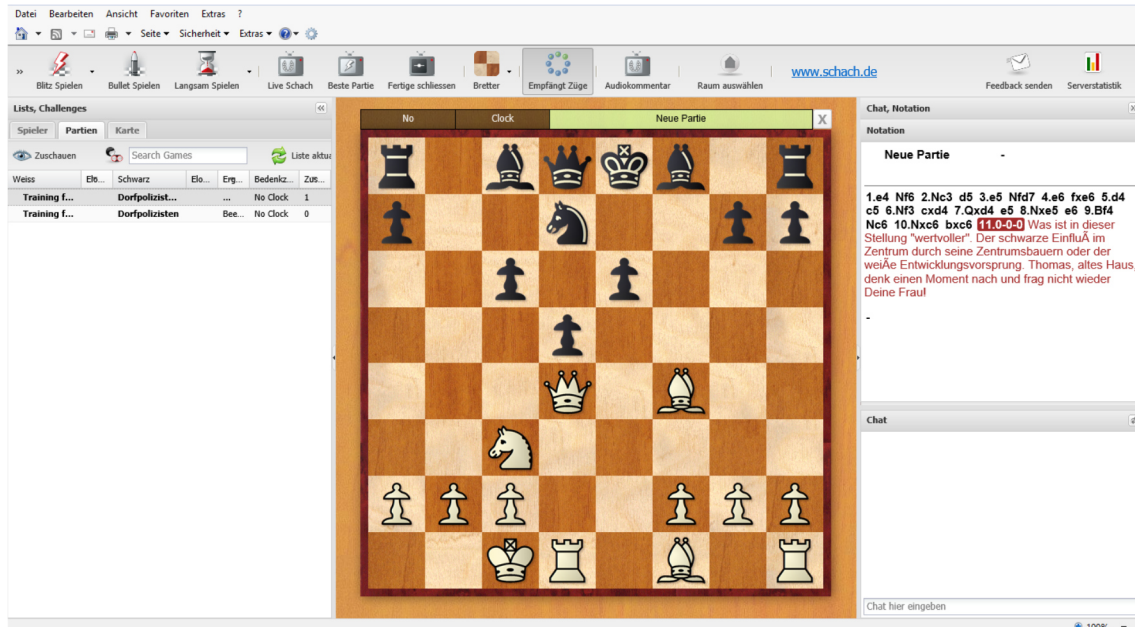 Datei Bearbeiten Ansicht Favoriten Extras ?
Seite Sicherheit Extras
»
Blitz Spielen Bullet Spielen Langsam Spielen Live Schach Beste Partie Fertige schliessen Bretter Empfängt Züge Audiokommentar Raum auswählen www.schach.de Feedback senden Serverstatistik
Lists, Challenges
Spieler Partien Karte
Zuschauen Search Games Liste aktua
Weiss Elo... Schwarz Elo... Erg... Bedenkz... Zus...
Training f... Dorfpolizist... ... No Clock 1
Training f... Dorfpolizisten Bee... No Clock 0
No Clock Neue Partie X
Chat, Notation
Notation
Neue Partie -
1.e4 Nf6 2.Nc3 d5 3.e5 Nfd7 4.e6 fxe6 5.d4
c5 6.Nf3 cxd4 7.Qxd4 e5 8.Nxe5 e6 9.Bf4
Nc6 10.Nxc6 bxc6 11.0-0-0 Was ist in dieser
Stellung "wertvoller". Der schwarze EinfluÃ im
Zentrum durch seine Zentrumsbauern oder der
weiÃe Entwicklungsvorsprung. Thomas, altes Haus,
denk einen Moment nach und frag nicht wieder
Deine Frau!
-
Chat
Chat hier eingeben